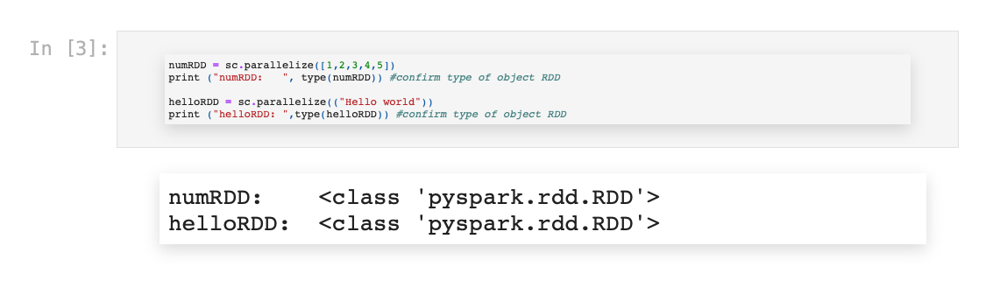 In [3]:
numRDD = sc.parallelize([1,2,3,4,5])
print ("numRDD:   ", type(numRDD)) #confirm type of object RDD
helloRDD = sc.parallelize(("Hello world"))
print ("helloRDD: ",type(helloRDD)) #confirm type of object RDD
numRDD:    <class 'pyspark.rdd.RDD'>
helloRDD:  <class 'pyspark.rdd.RDD'>